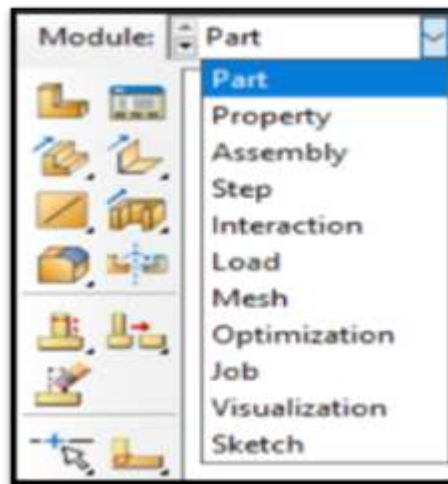 Module: Part
Part
Property
Assembly
Step
Interaction
Load
Mesh
Optimization
Job
Visualization
Sketch